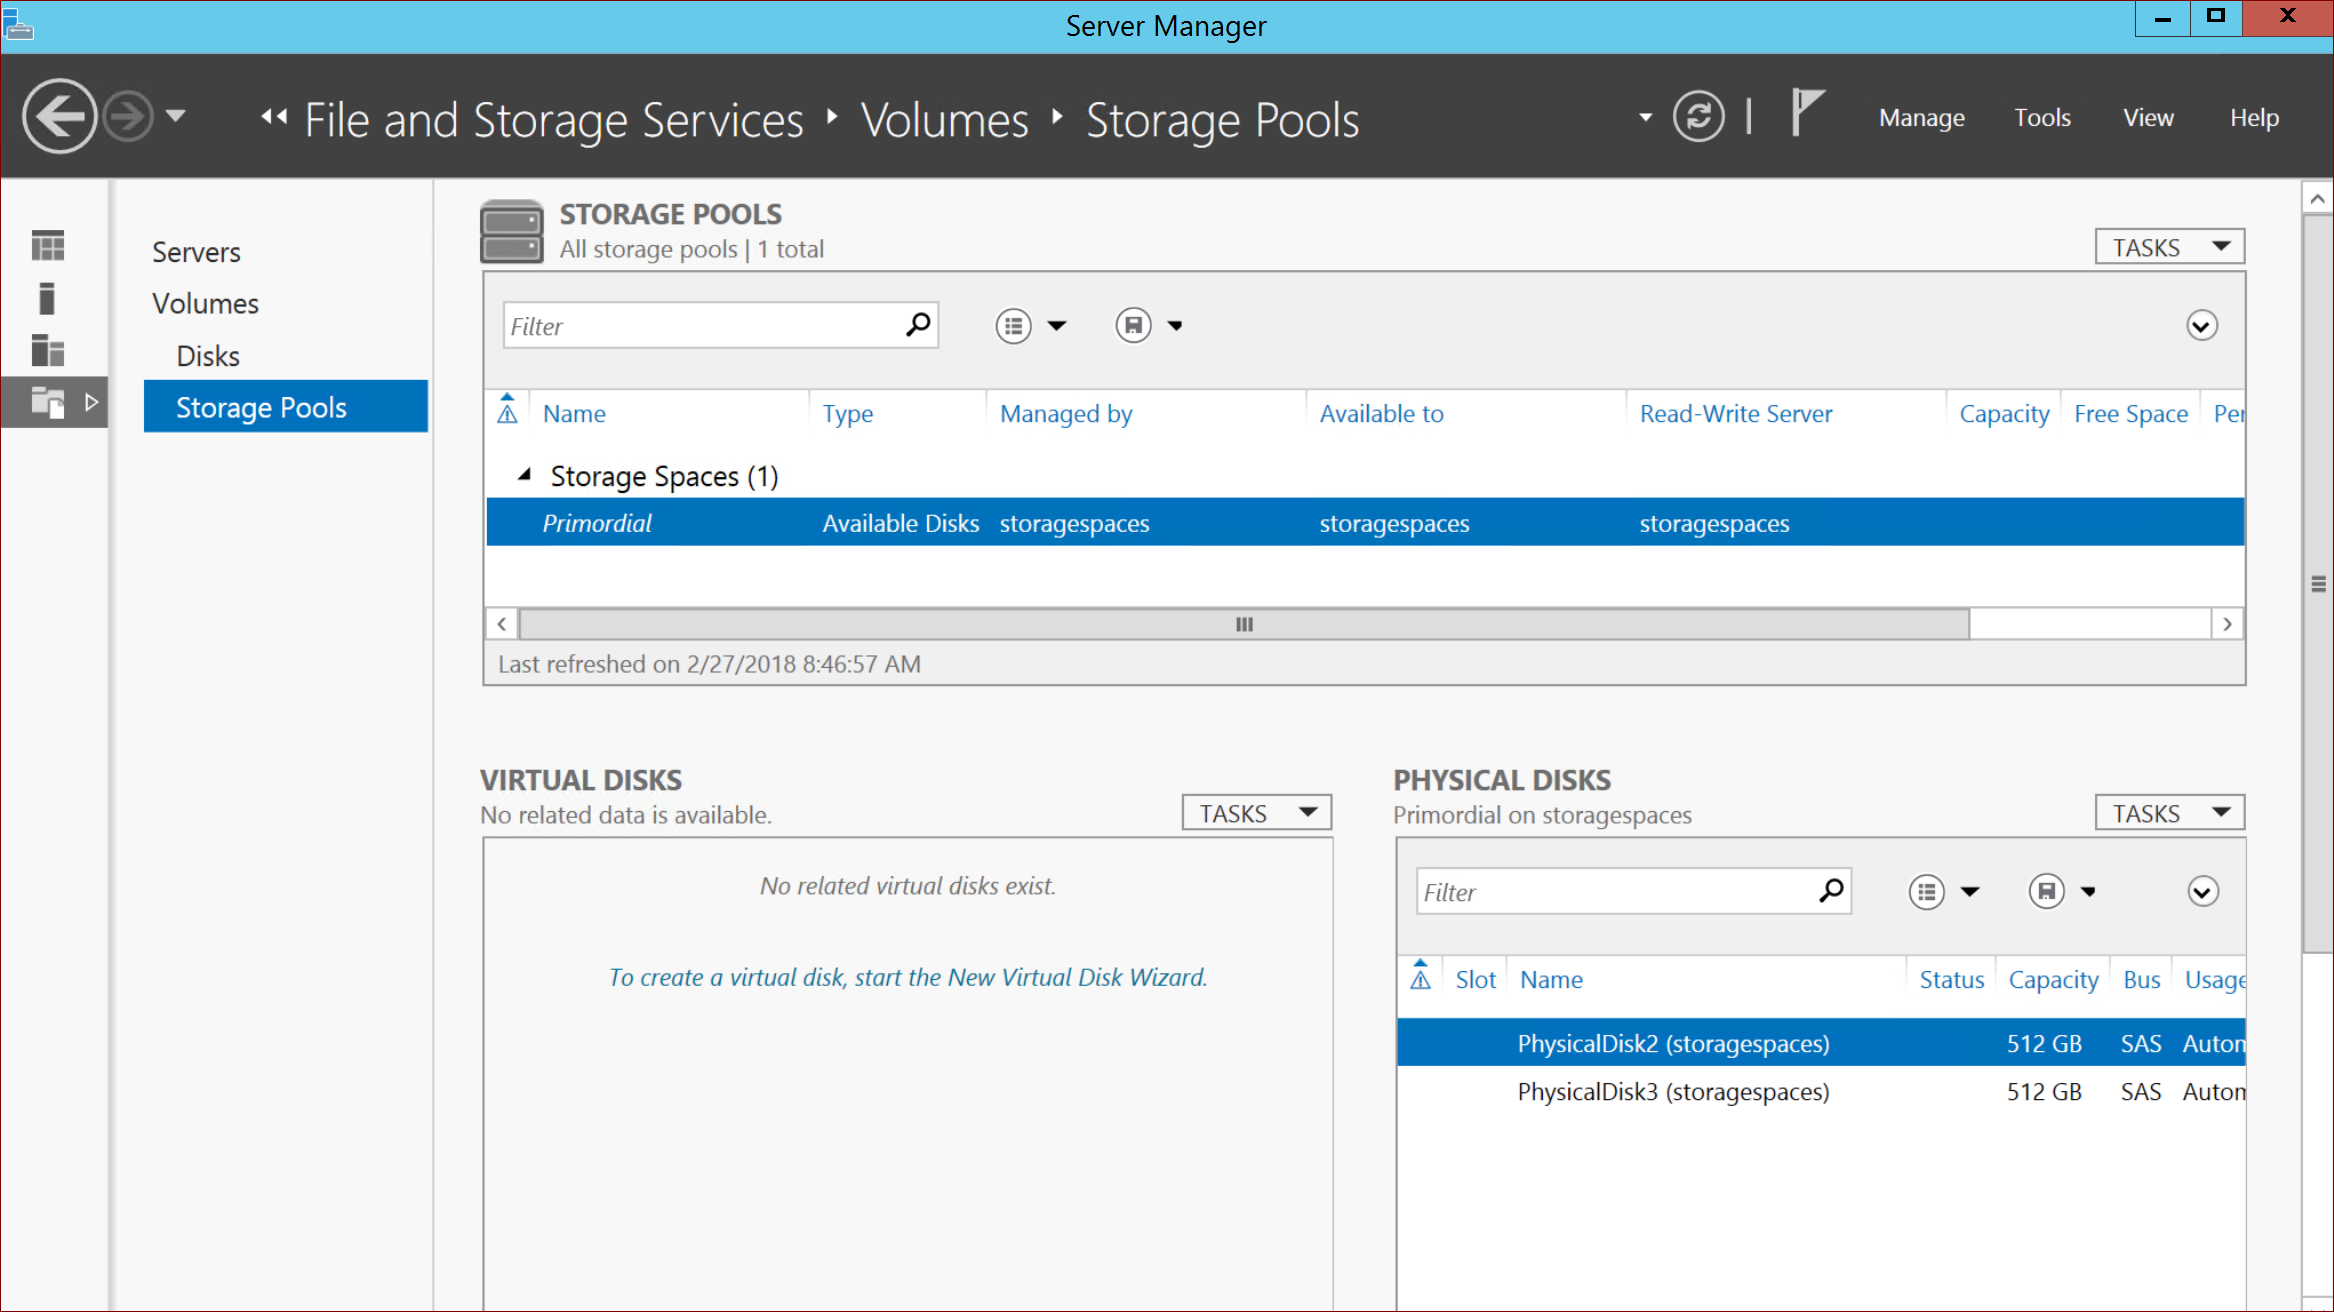 Server Manager
File and Storage Services Volumes Storage Pools
Manage Tools View Help
Servers
Volumes
Disks
Storage Pools
STORAGE POOLS
All storage pools | 1 total
TASKS
Filter
Name Type Managed by Available to Read-Write Server Capacity Free Space Per
Storage Spaces (1)
Primordial Available Disks storagespaces storagespaces storagespaces
Last refreshed on 2/27/2018 8:46:57 AM
VIRTUAL DISKS
No related data is available.
TASKS
No related virtual disks exist.
To create a virtual disk, start the New Virtual Disk Wizard.
PHYSICAL DISKS
Primordial on storagespaces
TASKS
Filter
Slot Name Status Capacity Bus Usage
PhysicalDisk2 (storagespaces) 512 GB SAS Autom
PhysicalDisk3 (storagespaces) 512 GB SAS Autom